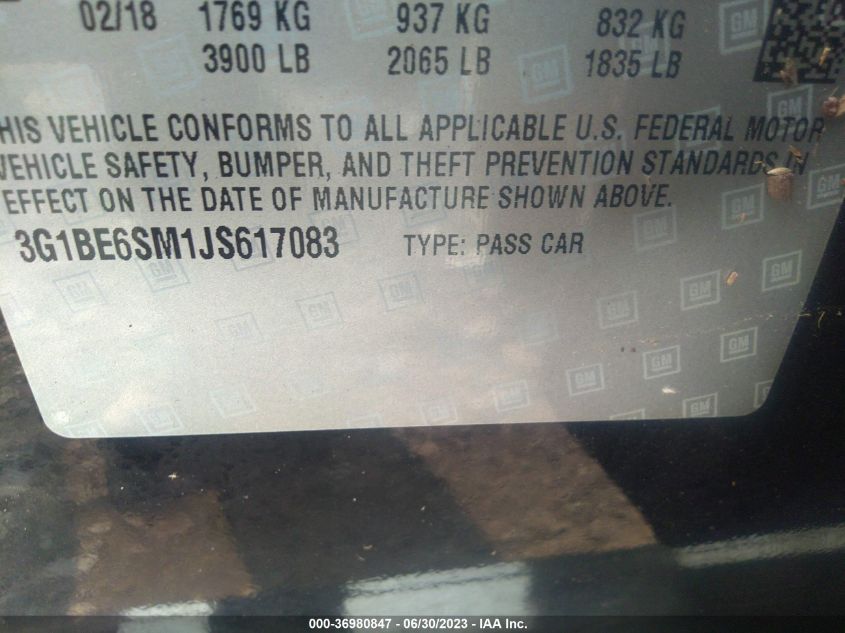 02/18 1769 KG 937 KG 832 KG
3900 LB 2065 LB 1835 LB
HIS VEHICLE CONFORMS TO ALL APPLICABLE U.S. FEDERAL MOTOR
VEHICLE SAFETY, BUMPER, AND THEFT PREVENTION STANDARDS IN
EFFECT ON THE DATE OF MANUFACTURE SHOWN ABOVE.
3G1BE6SM1JS617083 TYPE: PASS CAR
000-36980847 - 06/30/2023 - IAA Inc.